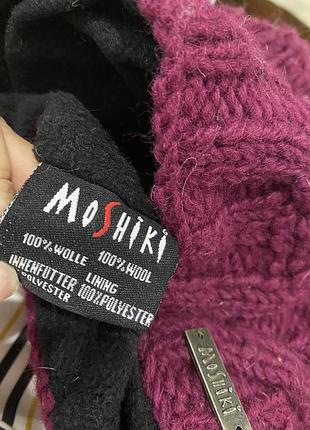 MOSHIKI
100% WOLLE 100% WOOL
INNENFUTTER LINING
POLYESTER 100% POLYESTER
MOSHIKI